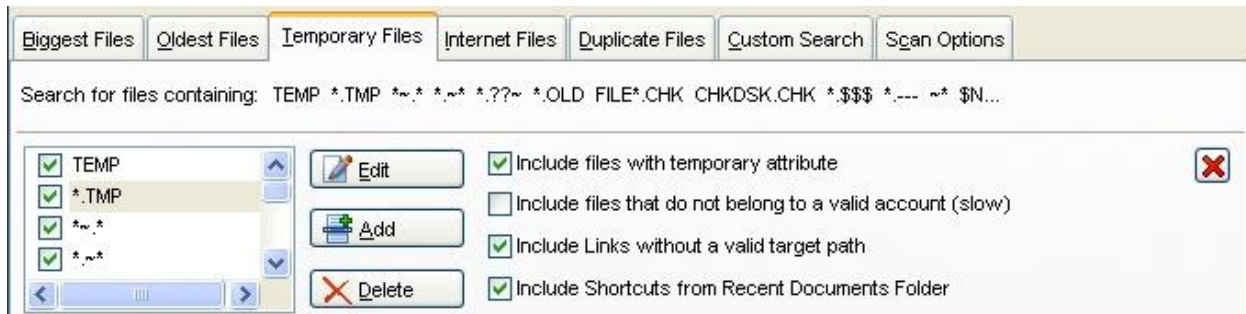 Biggest Files Oldest Files Temporary Files Internet Files Duplicate Files Custom Search Scan Options
Search for files containing: TEMP *.TMP *~.* *.~* *.??~ *.OLD FILE*.CHK CHKDSK.CHK *.$$$ *.--- ~* $N...
TEMP
*.TMP
*~.*
*.~*
Edit
Add
Delete
Include files with temporary attribute
Include files that do not belong to a valid account (slow)
Include Links without a valid target path
Include Shortcuts from Recent Documents Folder